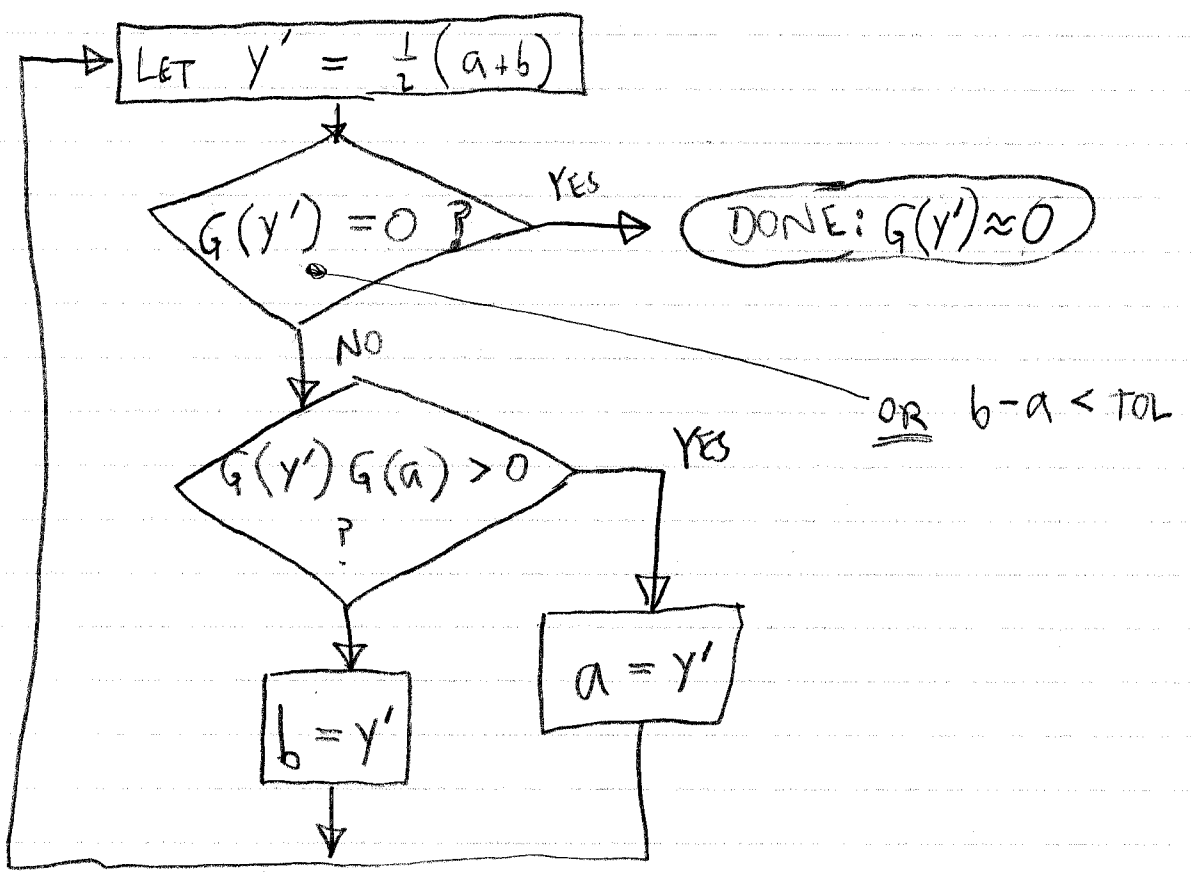 LET y' = 1/2 (a+b)
G(y') = 0 ?
YES
DONE: G(y') ≈ 0
NO
OR b-a < TOL
G(y') G(a) > 0
?
YES
a = y'
b = y'